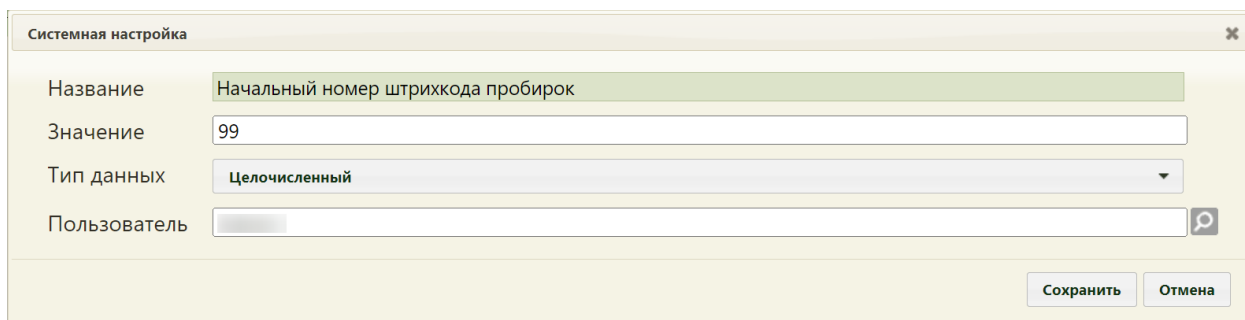 Системная настройка
Название Начальный номер штрихкода пробирок
Значение 99
Тип данных Целочисленный
Пользователь
Сохранить Отмена